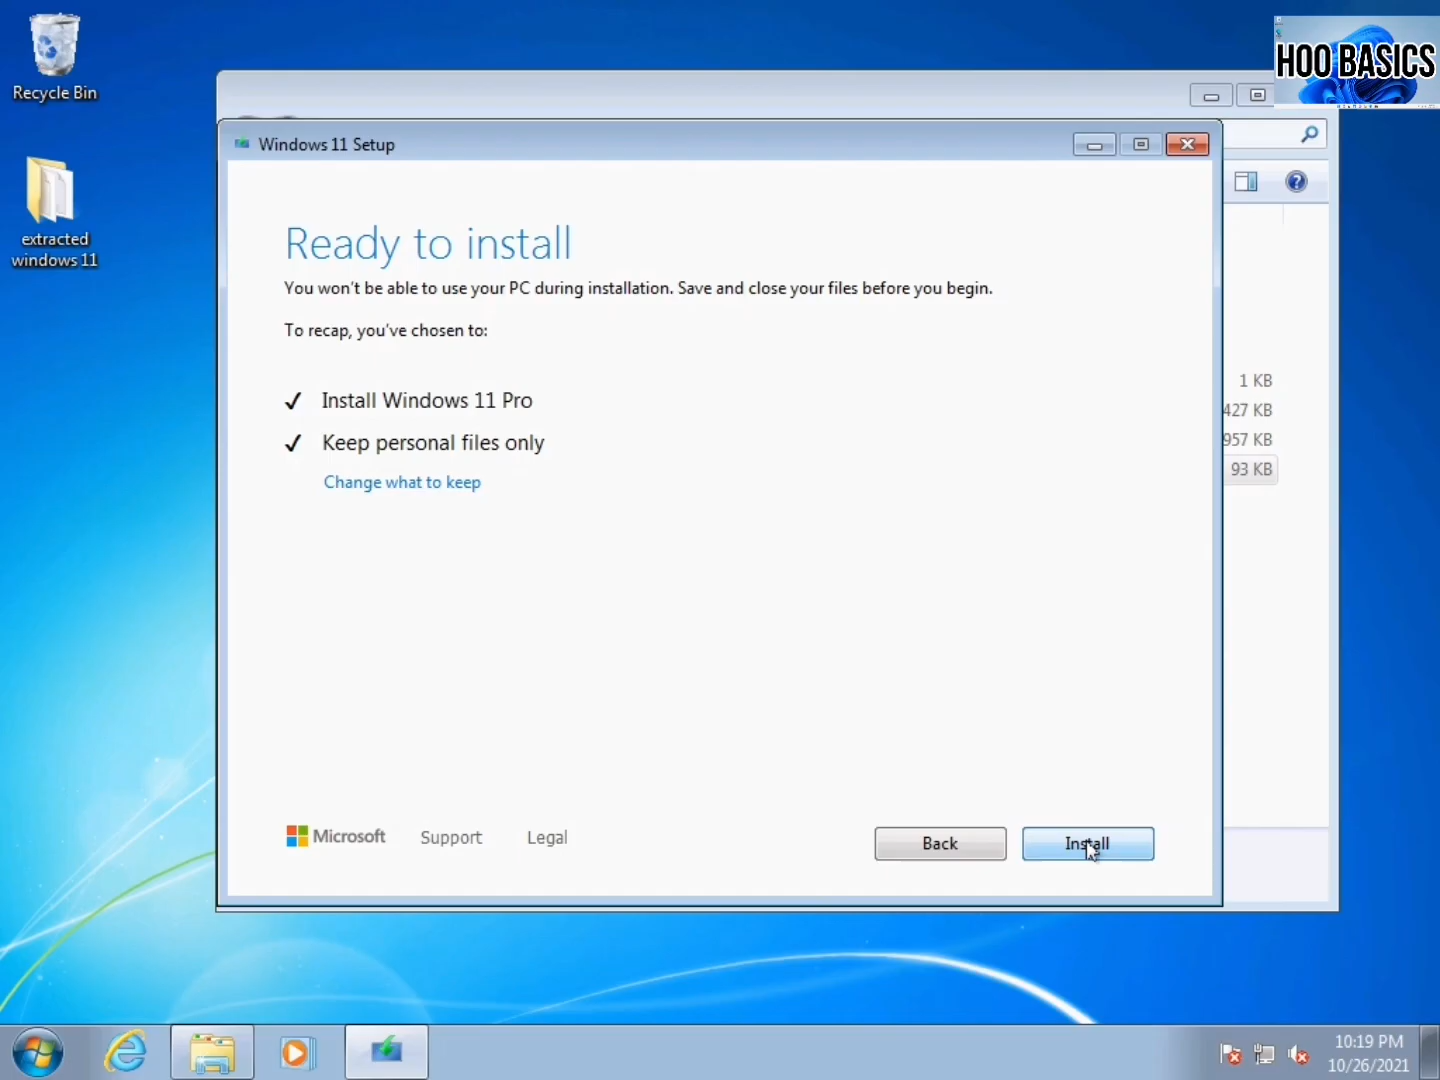 Recycle Bin
HOO BASICS
Windows 11 Setup
extracted
windows 11
Ready to install
You won't be able to use your PC during installation. Save and close your files before you begin.
To recap, you've chosen to:
✓ Install Windows 11 Pro
✓ Keep personal files only
Change what to keep
1 KB
427 KB
957 KB
93 KB
Microsoft
Support
Legal
Back
Install
10:19 PM
10/26/2021